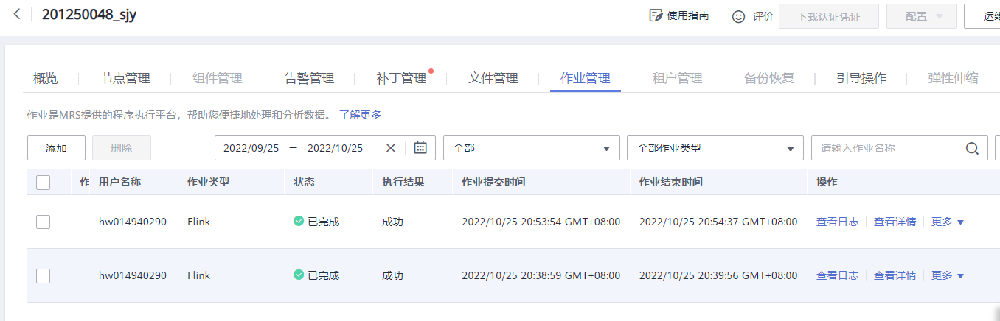 201250048_sjy 使用指南 评价 下载认证凭证 配置 运维
概览 节点管理 组件管理 告警管理 补丁管理 文件管理 作业管理 租户管理 备份恢复 引导操作 弹性伸缩
作业是MRS提供的程序执行平台，帮助您便捷地处理和分析数据。 了解更多
添加 删除 2022/09/25 – 2022/10/25 全部 全部作业类型 请输入作业名称
作 用户名称 作业类型 状态 执行结果 作业提交时间 作业结束时间 操作
hw014940290 Flink 已完成 成功 2022/10/25 20:53:54 GMT+08:00 2022/10/25 20:54:37 GMT+08:00 查看日志 查看详情 更多
hw014940290 Flink 已完成 成功 2022/10/25 20:38:59 GMT+08:00 2022/10/25 20:39:56 GMT+08:00 查看日志 查看详情 更多